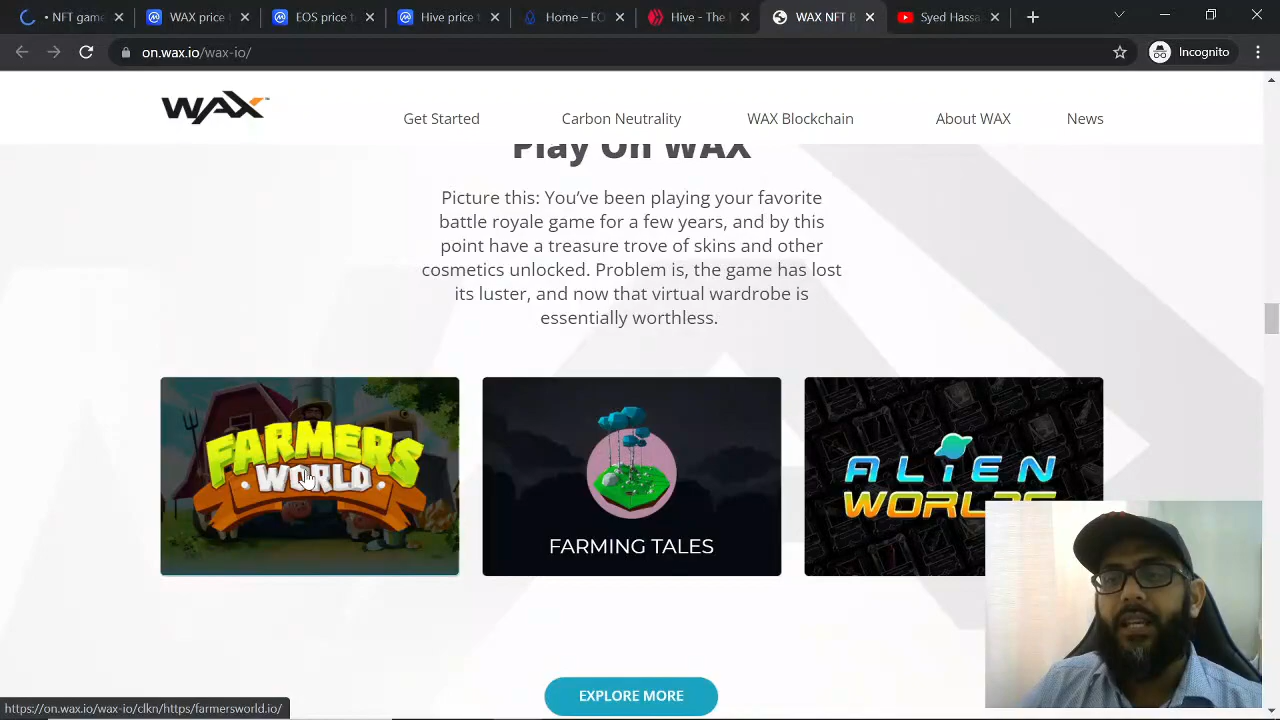 NFT game
WAX price t
EOS price t
Hive price t
Home – EO
Hive - The
WAX NFT B
Syed Hassa
on.wax.io/wax-io/
Incognito
WAX
Get Started
Carbon Neutrality
WAX Blockchain
About WAX
News
Play On WAX
Picture this: You’ve been playing your favorite
battle royale game for a few years, and by this
point have a treasure trove of skins and other
cosmetics unlocked. Problem is, the game has lost
its luster, and now that virtual wardrobe is
essentially worthless.
FARMERS
WORLD
FARMING TALES
ALIEN
WORLDS
EXPLORE MORE
https://on.wax.io/wax-io/clkn/https/farmersworld.io/